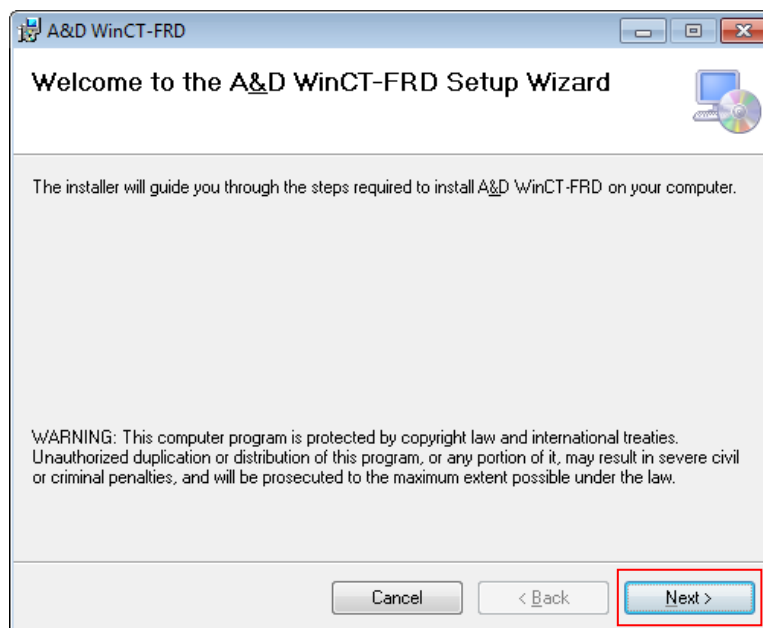 A&D WinCT-FRD
Welcome to the A&D WinCT-FRD Setup Wizard
The installer will guide you through the steps required to install A&D WinCT-FRD on your computer.
WARNING: This computer program is protected by copyright law and international treaties.
Unauthorized duplication or distribution of this program, or any portion of it, may result in severe civil
or criminal penalties, and will be prosecuted to the maximum extent possible under the law.
Cancel < Back Next >